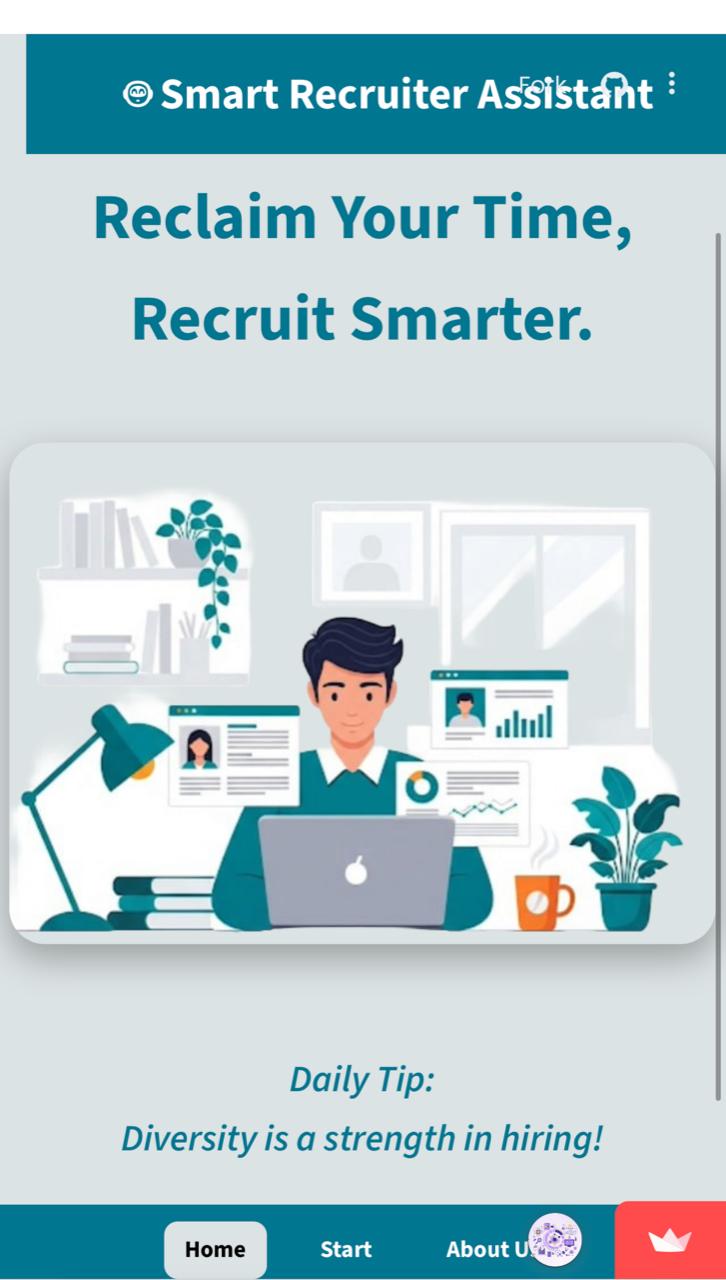 Smart Recruiter Assistant
Fork
Reclaim Your Time,
Recruit Smarter.
Daily Tip:
Diversity is a strength in hiring!
Home
Start
About Us